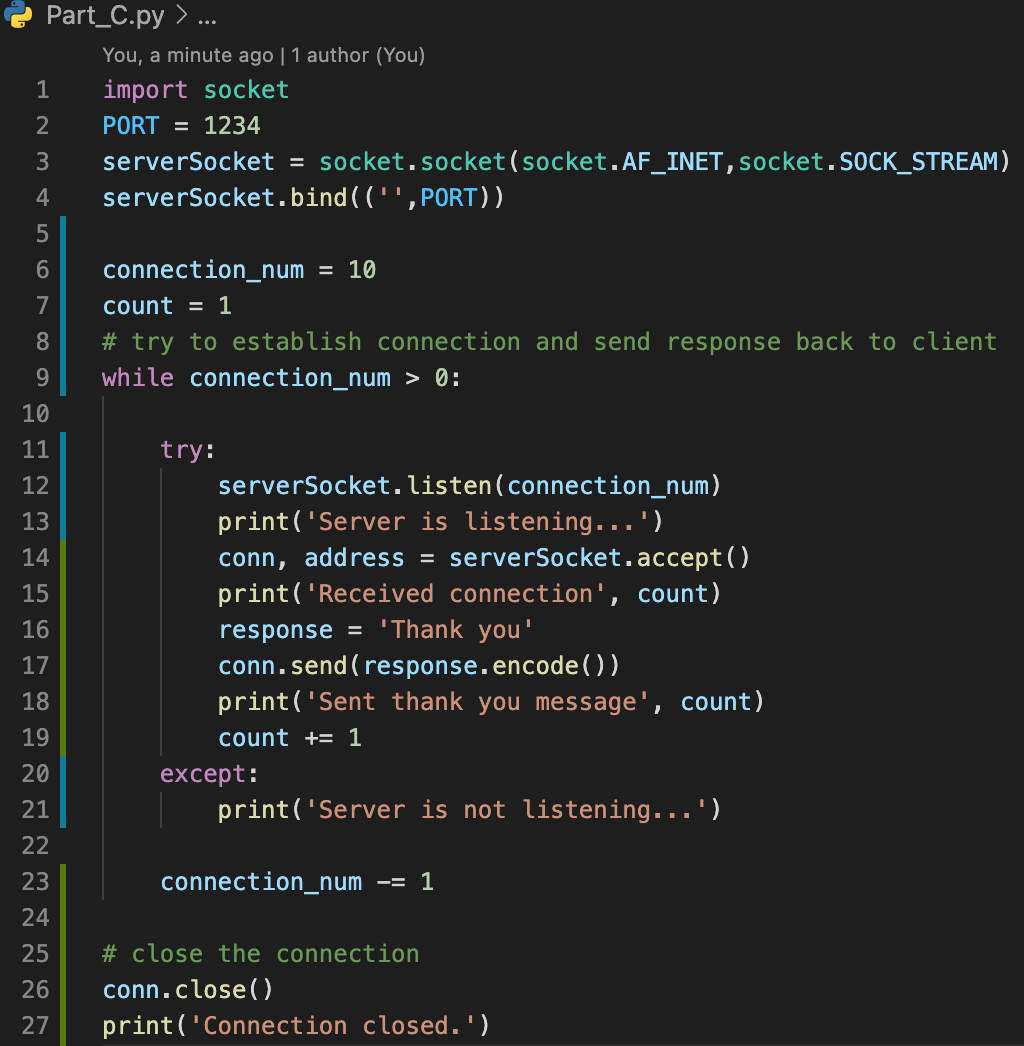 Part_C.py > ...
You, a minute ago | 1 author (You)
1 import socket
2 PORT = 1234
3 serverSocket = socket.socket(socket.AF_INET,socket.SOCK_STREAM)
4 serverSocket.bind(('',PORT))
5
6 connection_num = 10
7 count = 1
8 # try to establish connection and send response back to client
9 while connection_num > 0:
10
11     try:
12         serverSocket.listen(connection_num)
13         print('Server is listening...')
14         conn, address = serverSocket.accept()
15         print('Received connection', count)
16         response = 'Thank you'
17         conn.send(response.encode())
18         print('Sent thank you message', count)
19         count += 1
20     except:
21         print('Server is not listening...')
22
23     connection_num -= 1
24
25 # close the connection
26 conn.close()
27 print('Connection closed.')